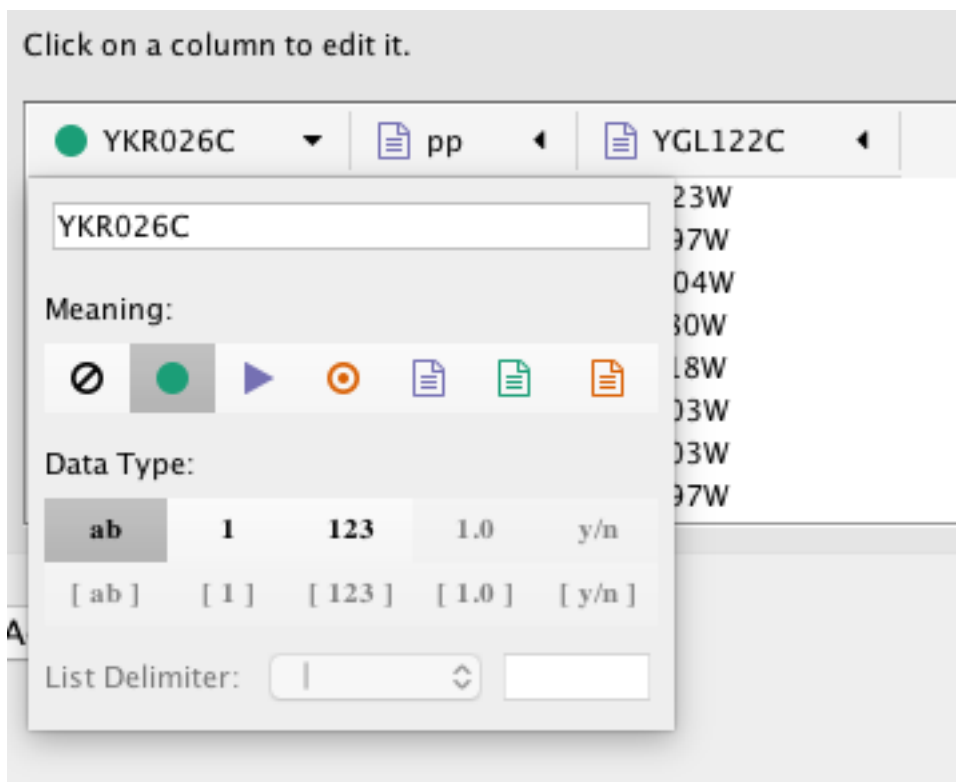 Click on a column to edit it.
YKR026C pp YGL122C
YKR026C
23W
97W
04W
30W
18W
03W
03W
97W
Meaning:
Data Type:
ab 1 123 1.0 y/n
[ ab ] [ 1 ] [ 123 ] [ 1.0 ] [ y/n ]
A
List Delimiter: |